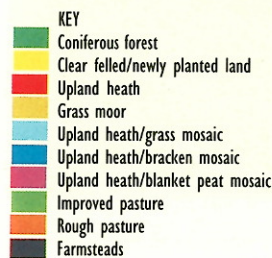 KEY
Coniferous forest
Clear felled/newly planted land
Upland heath
Grass moor
Upland heath/grass mosaic
Upland heath/bracken mosaic
Upland heath/blanket peat mosaic
Improved pasture
Rough pasture
Farmsteads